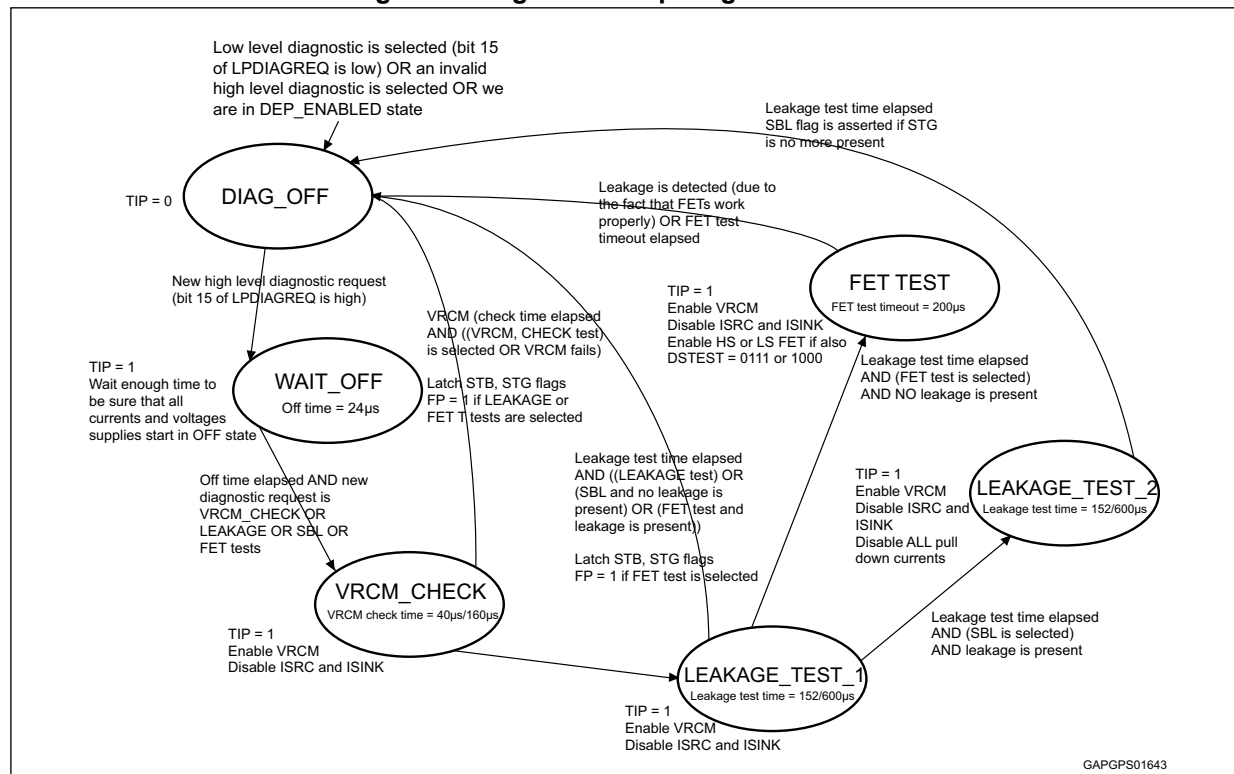 Low level diagnostic is selected (bit 15
of LPDIAGREQ is low) OR an invalid
high level diagnostic is selected OR we
are in DEP_ENABLED state
Leakage test time elapsed
SBL flag is asserted if STG
is no more present
DIAG_OFF
TIP = 0
Leakage is detected (due to
the fact that FETs work
properly) OR FET test
timeout elapsed
New high level diagnostic request
(bit 15 of LPDIAGREQ is high)
FET TEST
FET test timeout = 200µs
TIP = 1
Enable VRCM
Disable ISRC and ISINK
Enable HS or LS FET if also
DSTEST = 0111 or 1000
VRCM (check time elapsed
AND ((VRCM, CHECK test)
is selected OR VRCM fails)
Latch STB, STG flags
FP = 1 if LEAKAGE or
FET T tests are selected
TIP = 1
Wait enough time to
be sure that all
currents and voltages
supplies start in OFF state
WAIT_OFF
Off time = 24µs
Leakage test time elapsed
AND (FET test is selected)
AND NO leakage is present
Off time elapsed AND new
diagnostic request is
VRCM_CHECK OR
LEAKAGE OR SBL OR
FET tests
Leakage test time elapsed
AND ((LEAKAGE test) OR
(SBL and no leakage is
present) OR (FET test and
leakage is present))
Latch STB, STG flags
FP = 1 if FET test is selected
TIP = 1
Enable VRCM
Disable ISRC and
ISINK
Disable ALL pull
down currents
LEAKAGE_TEST_2
Leakage test time = 152/600µs
VRCM_CHECK
VRCM check time = 40µs/160µs
TIP = 1
Enable VRCM
Disable ISRC and ISINK
Leakage test time elapsed
AND (SBL is selected)
AND leakage is present
LEAKAGE_TEST_1
Leakage test time = 152/600µs
TIP = 1
Enable VRCM
Disable ISRC and ISINK
GAPGPS01643